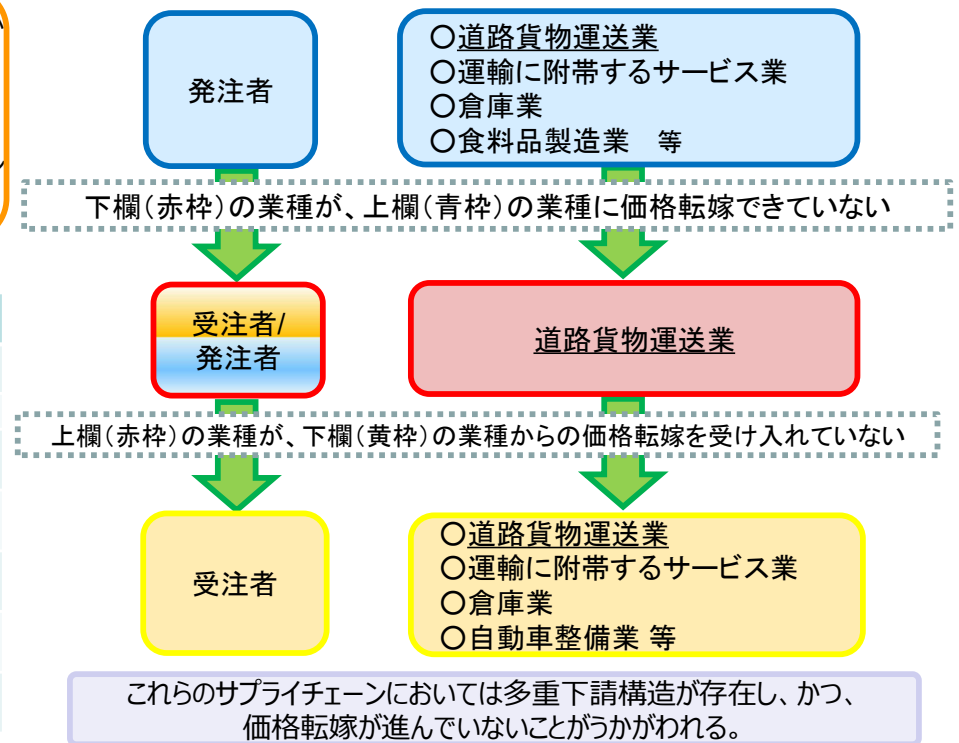 発注者
〇道路貨物運送業
〇運輸に附帯するサービス業
〇倉庫業
〇食料品製造業　等
下欄(赤枠)の業種が、上欄(青枠)の業種に価格転嫁できていない
受注者/
発注者
道路貨物運送業
上欄(赤枠)の業種が、下欄(黄枠)の業種からの価格転嫁を受け入れていない
受注者
〇道路貨物運送業
〇運輸に附帯するサービス業
〇倉庫業
〇自動車整備業 等
これらのサプライチェーンにおいては多重下請構造が存在し、かつ、
価格転嫁が進んでいないことがうかがわれる。